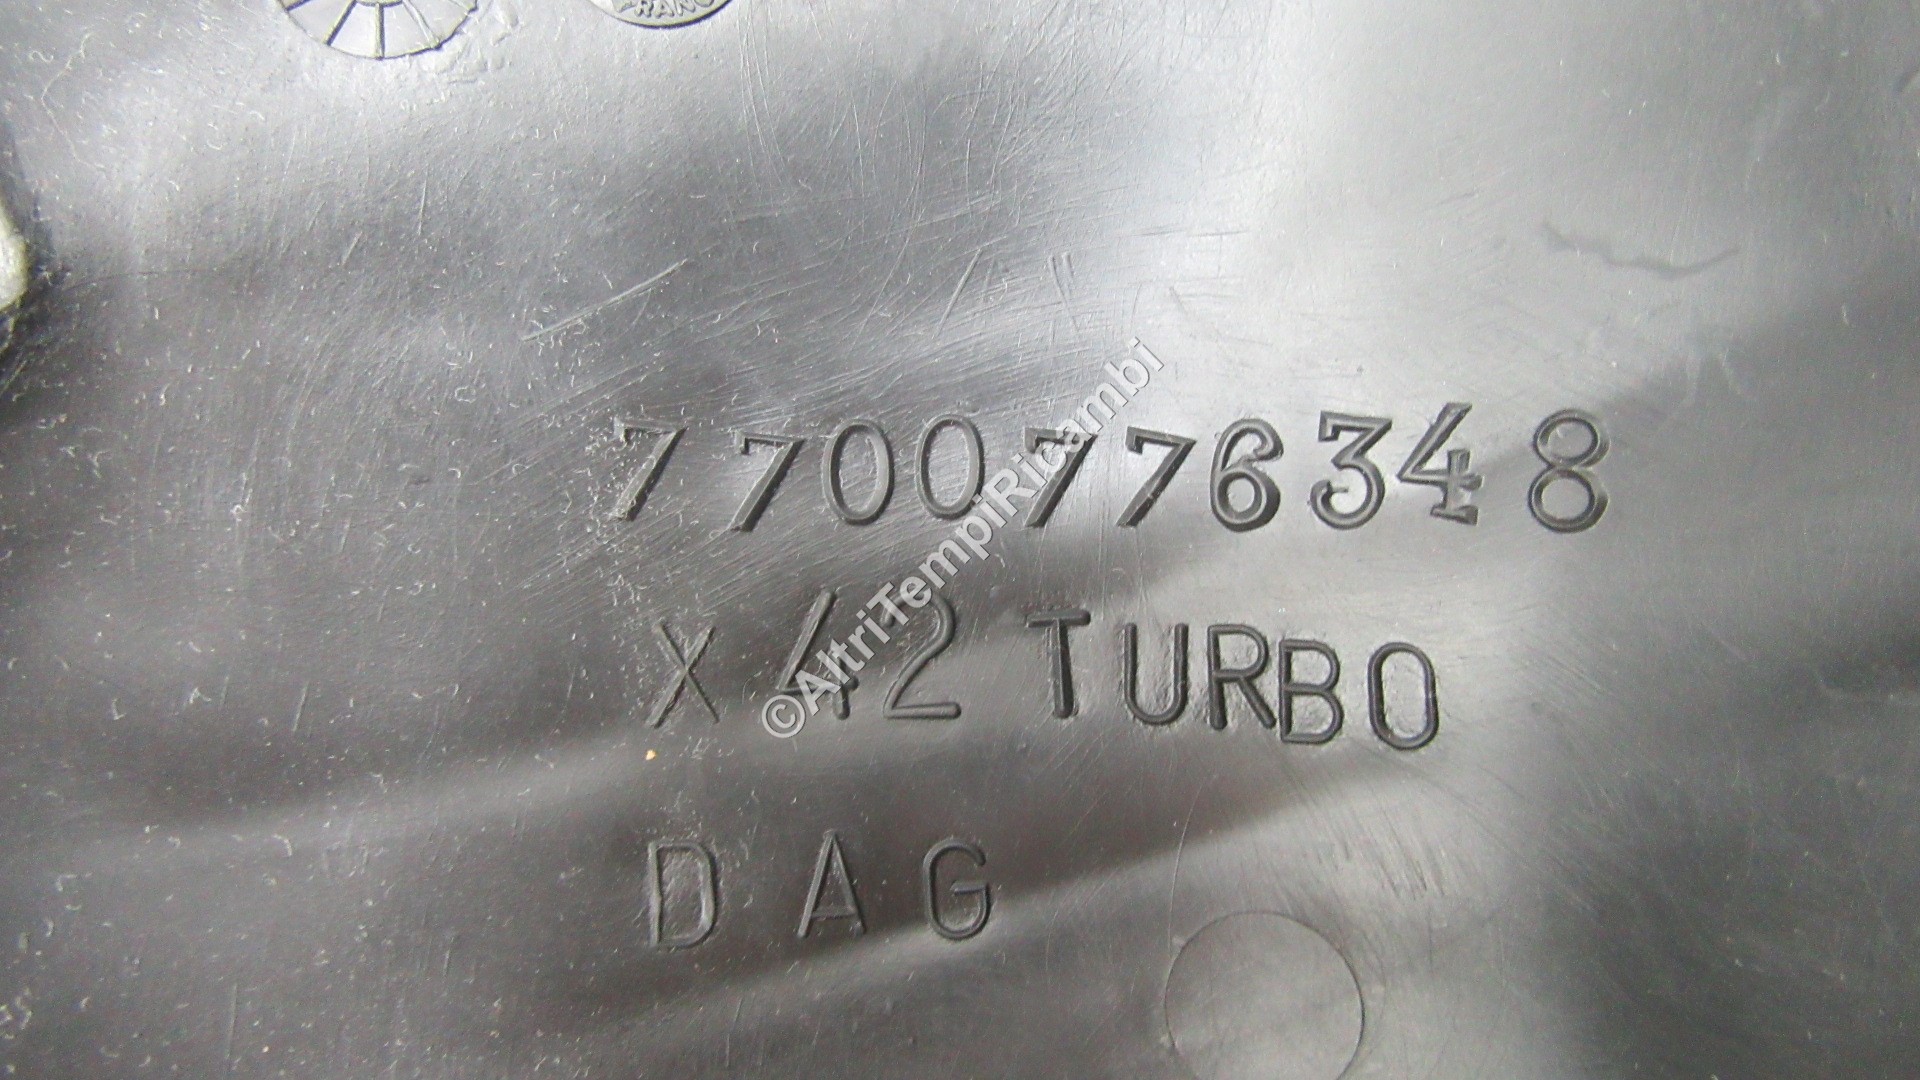 7700776348
X42 TURBO
DAG
©AltriTempiRicambi